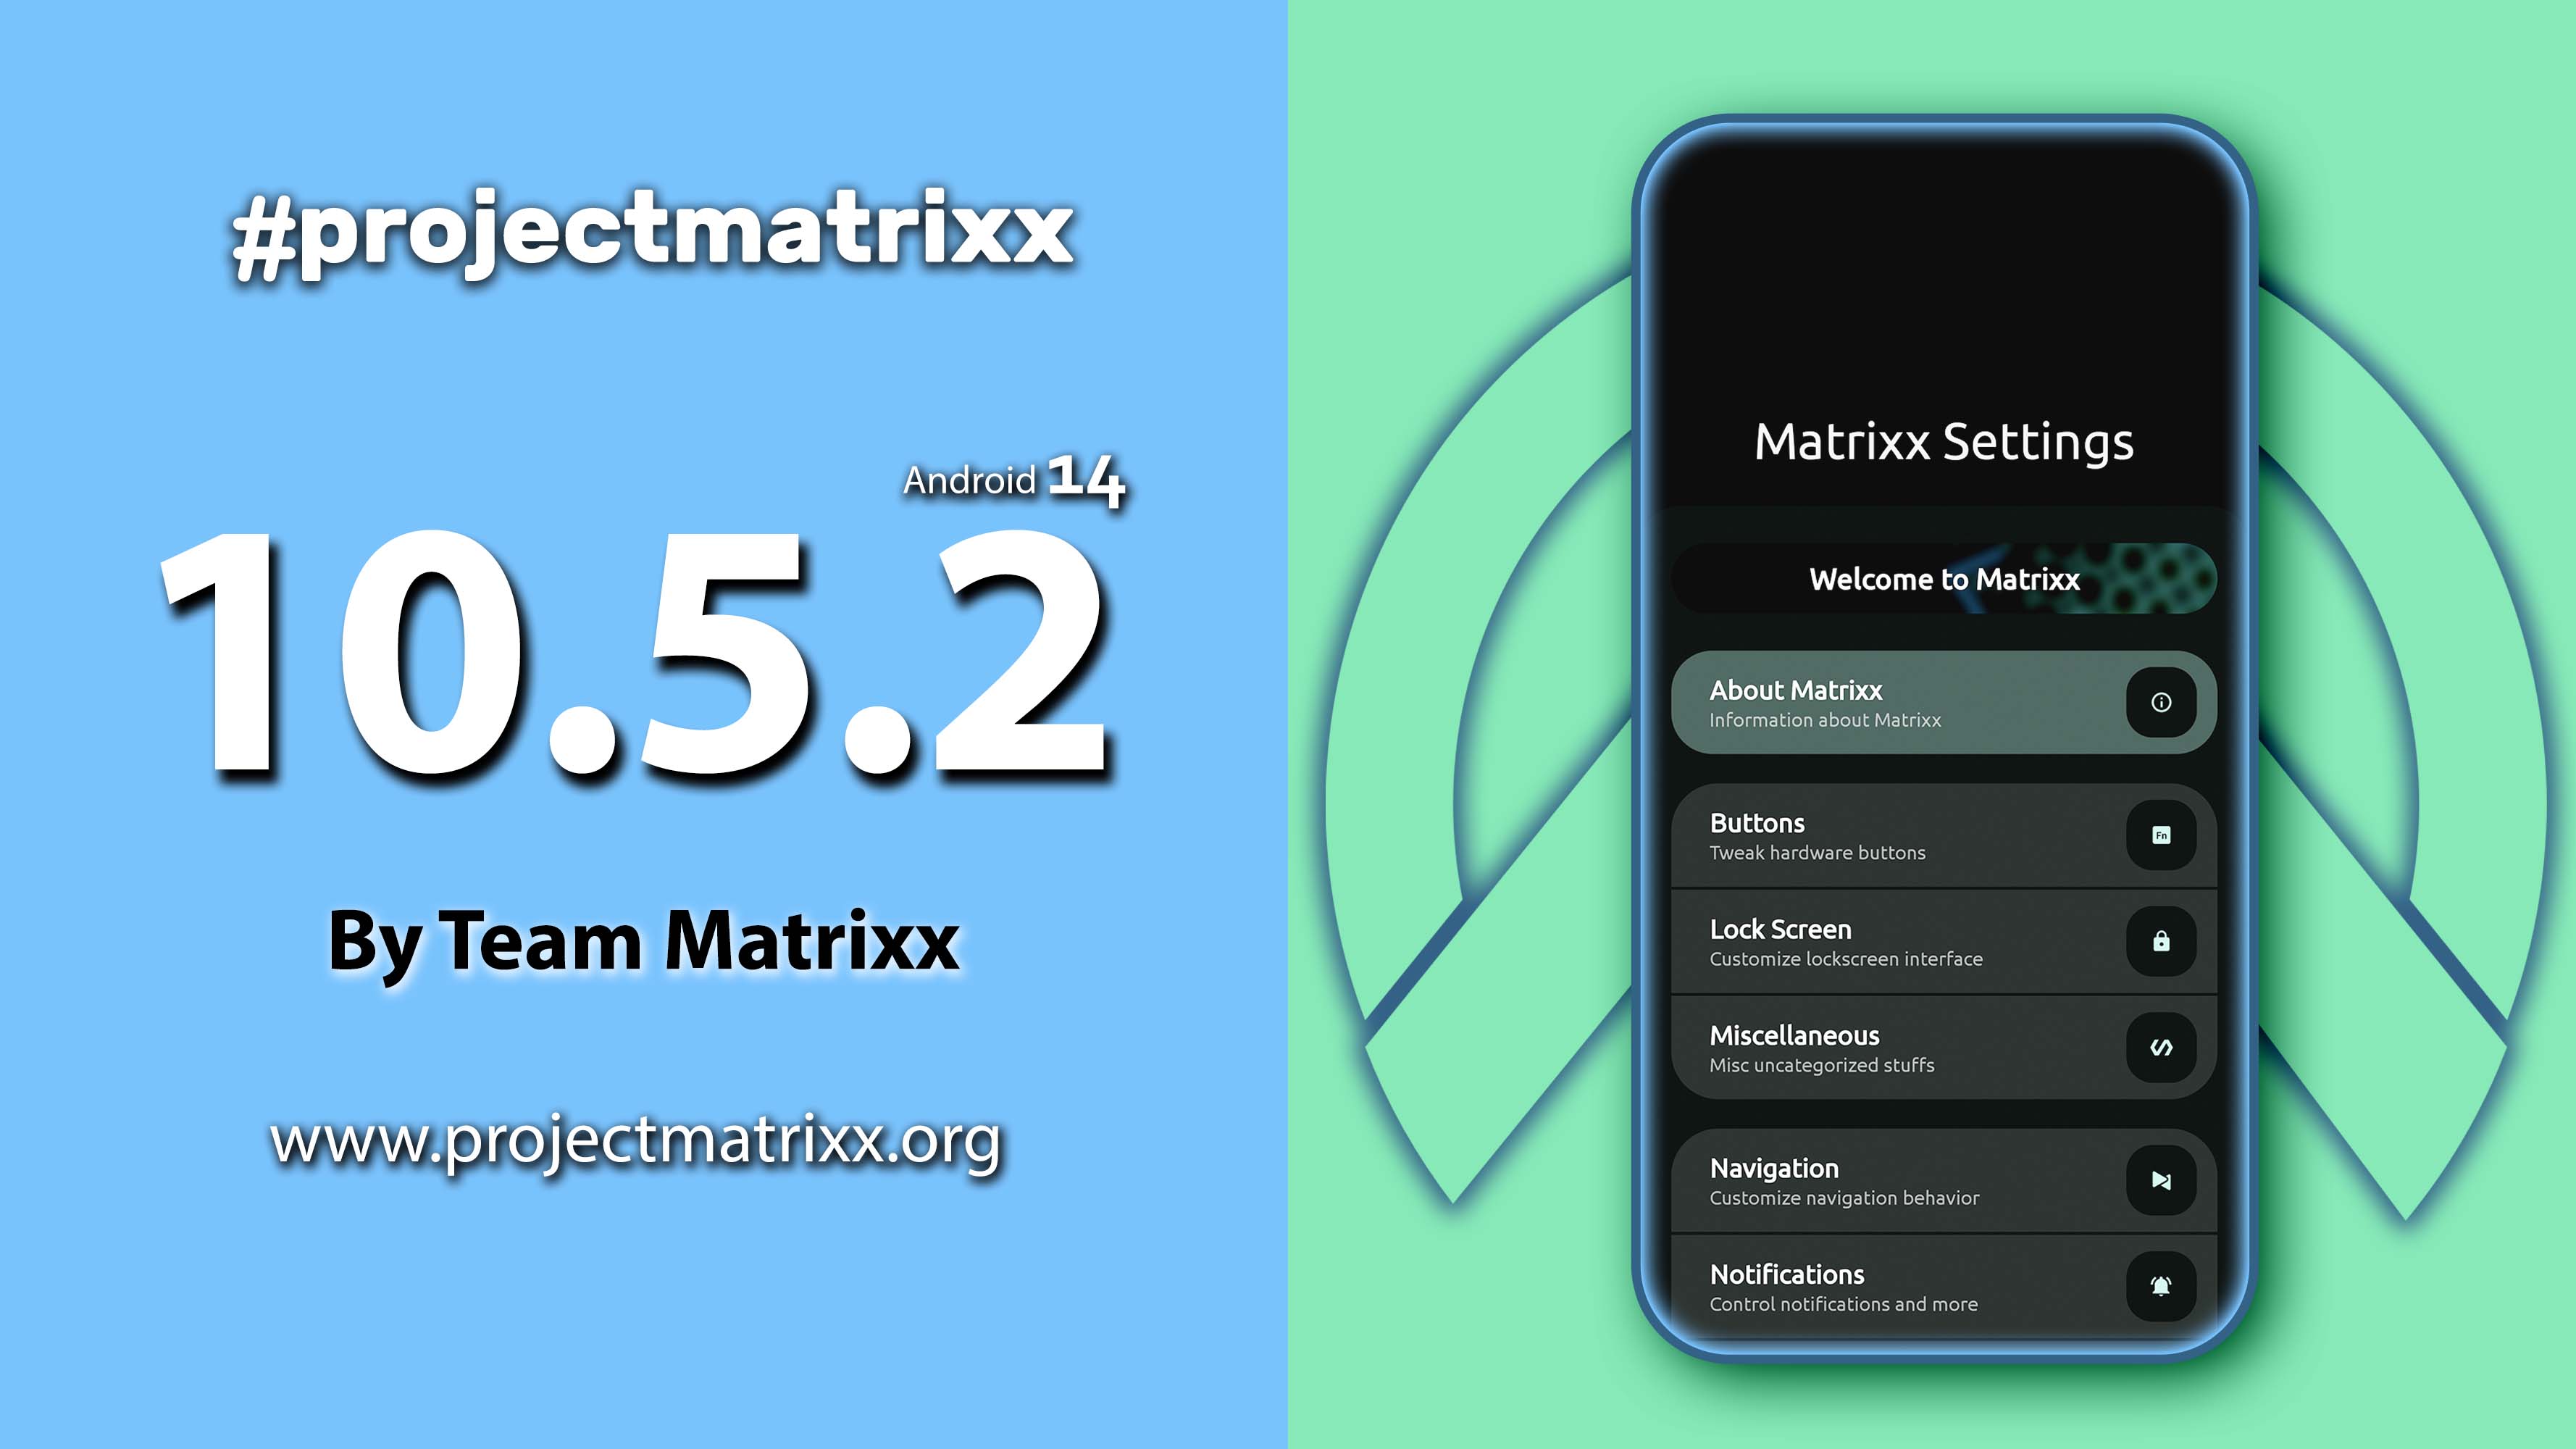 #projectmatrixx
Android 14
10.5.2
By Team Matrixx
www.projectmatrixx.org
Matrixx Settings
Welcome to Matrixx
About Matrixx
Information about Matrixx
Buttons
Tweak hardware buttons
Fn
Lock Screen
Customize lockscreen interface
Miscellaneous
Misc uncategorized stuffs
Navigation
Customize navigation behavior
Notifications
Control notifications and more